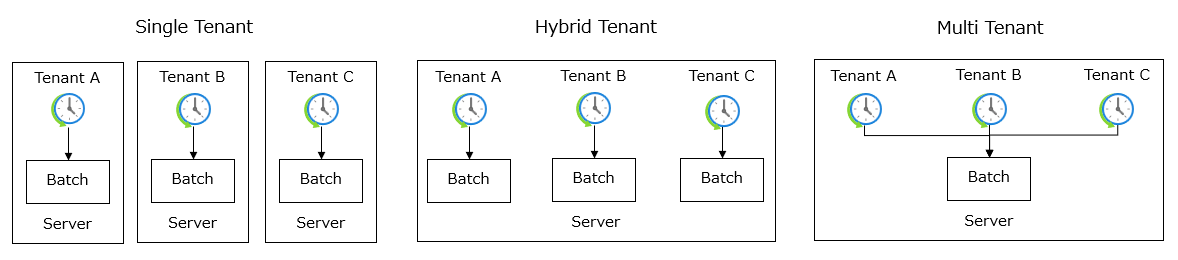 Single Tenant
Hybrid Tenant
Multi Tenant
Tenant A
Tenant B
Tenant C
Batch
Batch
Batch
Server
Server
Server
Tenant A
Tenant B
Tenant C
Batch
Batch
Batch
Server
Tenant A
Tenant B
Tenant C
Batch
Server